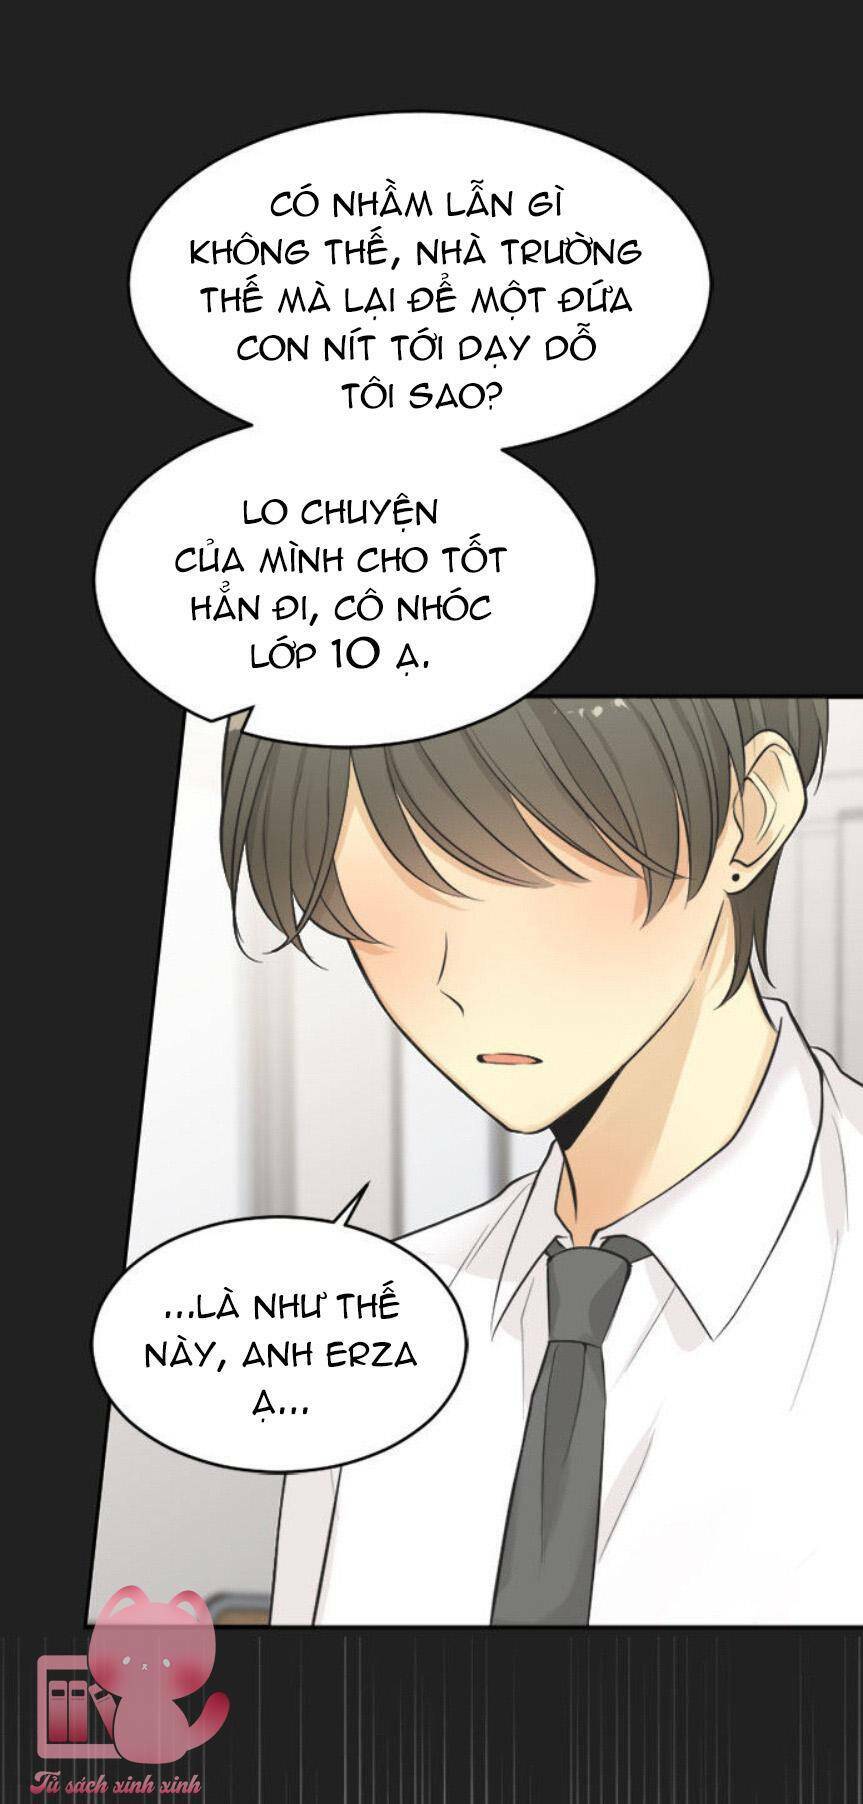 CÓ NHẦM LẪN GÌ
KHÔNG THẾ, NHÀ TRƯỜNG
THẾ MÀ LẠI ĐỂ MỘT ĐỨA
CON NÍT TỚI DẠY DỖ
TÔI SAO?
LO CHUYỆN
CỦA MÌNH CHO TỐT
HẲN ĐI, CÔ NHÓC
LỚP 10 Ạ.
...LÀ NHƯ THẾ
NÀY, ANH ERZA
Ạ...
Tủ sách xinh xinh